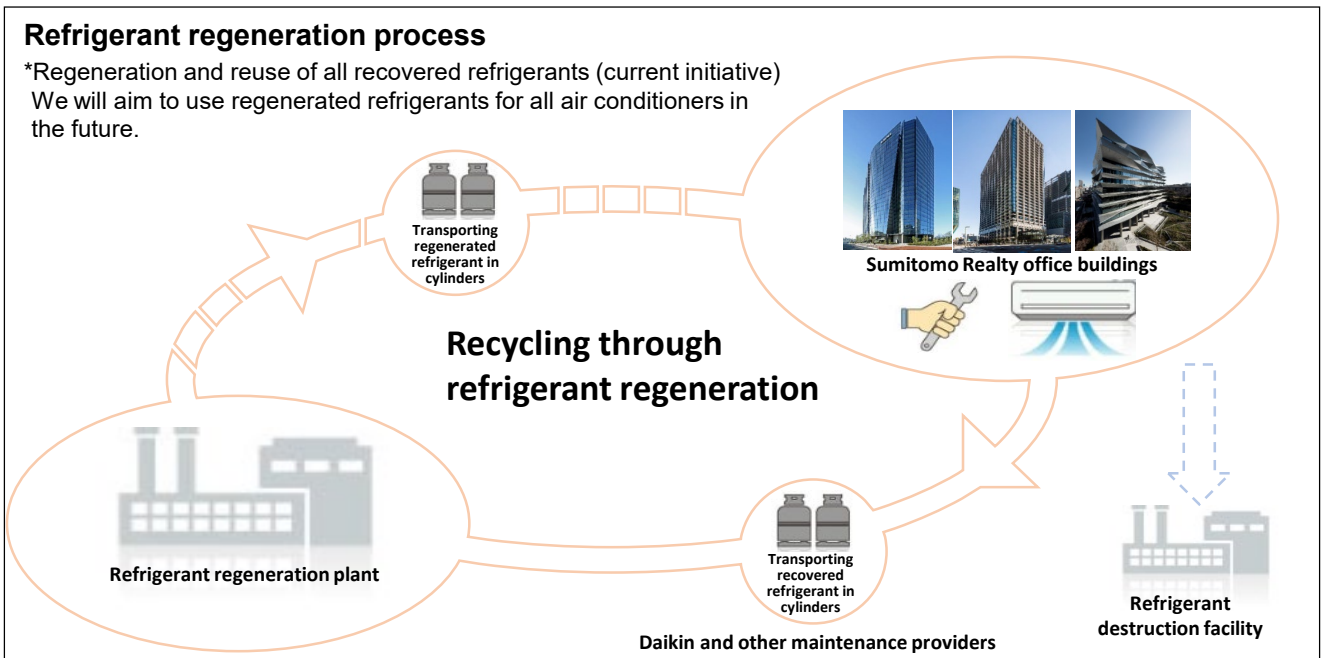 Refrigerant regeneration process
*Regeneration and reuse of all recovered refrigerants (current initiative)
We will aim to use regenerated refrigerants for all air conditioners in
the future.
Transporting
regenerated
refrigerant in
cylinders
Sumitomo Realty office buildings
Recycling through
refrigerant regeneration
Refrigerant regeneration plant
Transporting
recovered
refrigerant in
cylinders
Daikin and other maintenance providers
Refrigerant
destruction facility